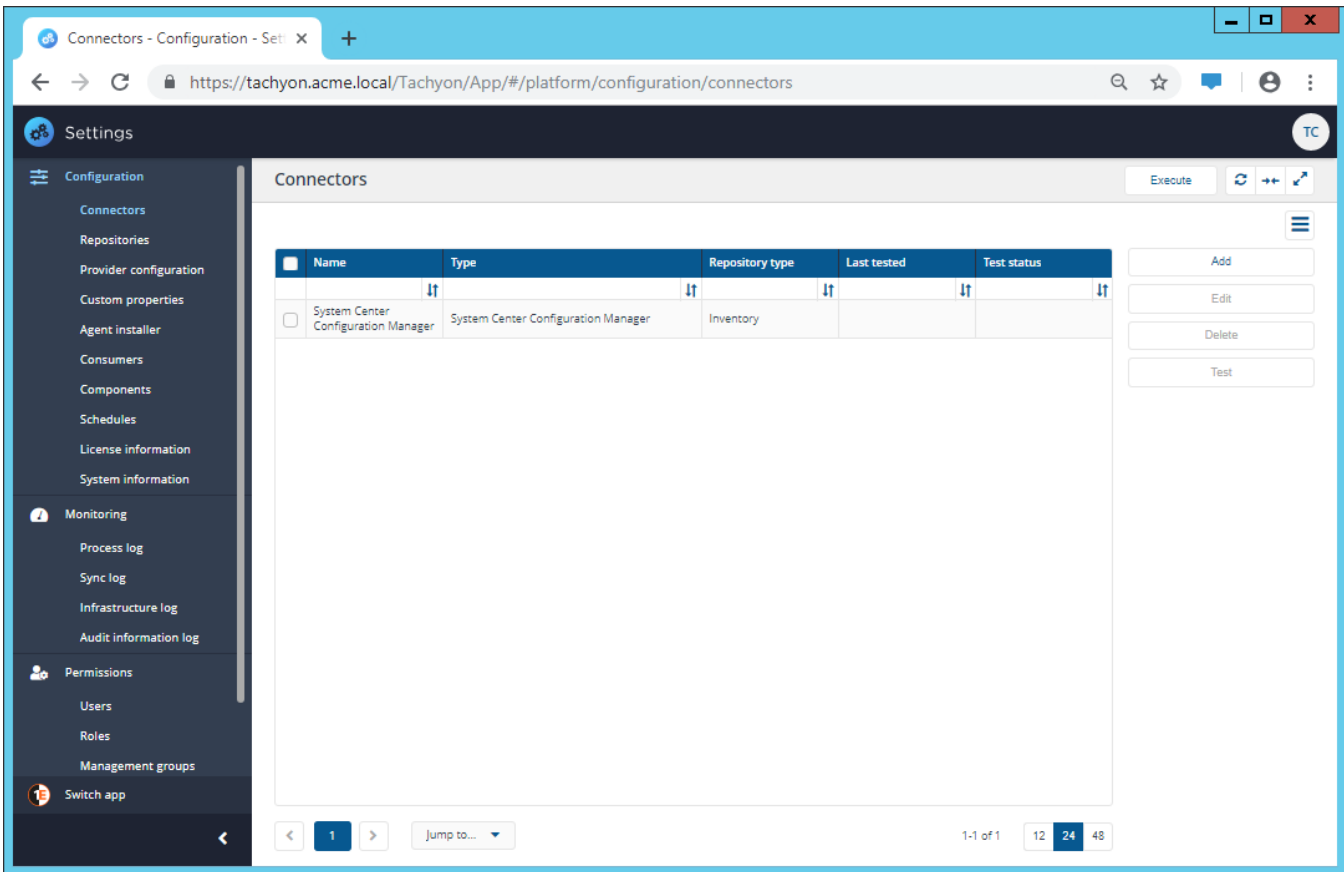 Connectors - Configuration - Set
https://tachyon.acme.local/Tachyon/App/#/platform/configuration/connectors
Settings
TC
Configuration
Connectors
Repositories
Provider configuration
Custom properties
Agent installer
Consumers
Components
Schedules
License information
System information
Monitoring
Process log
Sync log
Infrastructure log
Audit information log
Permissions
Users
Roles
Management groups
1E
Switch app
Connectors
Execute
Name Type Repository type Last tested Test status
System Center
Configuration Manager
System Center Configuration Manager
Inventory
Add
Edit
Delete
Test
1
Jump to...
1-1 of 1
12 24 48